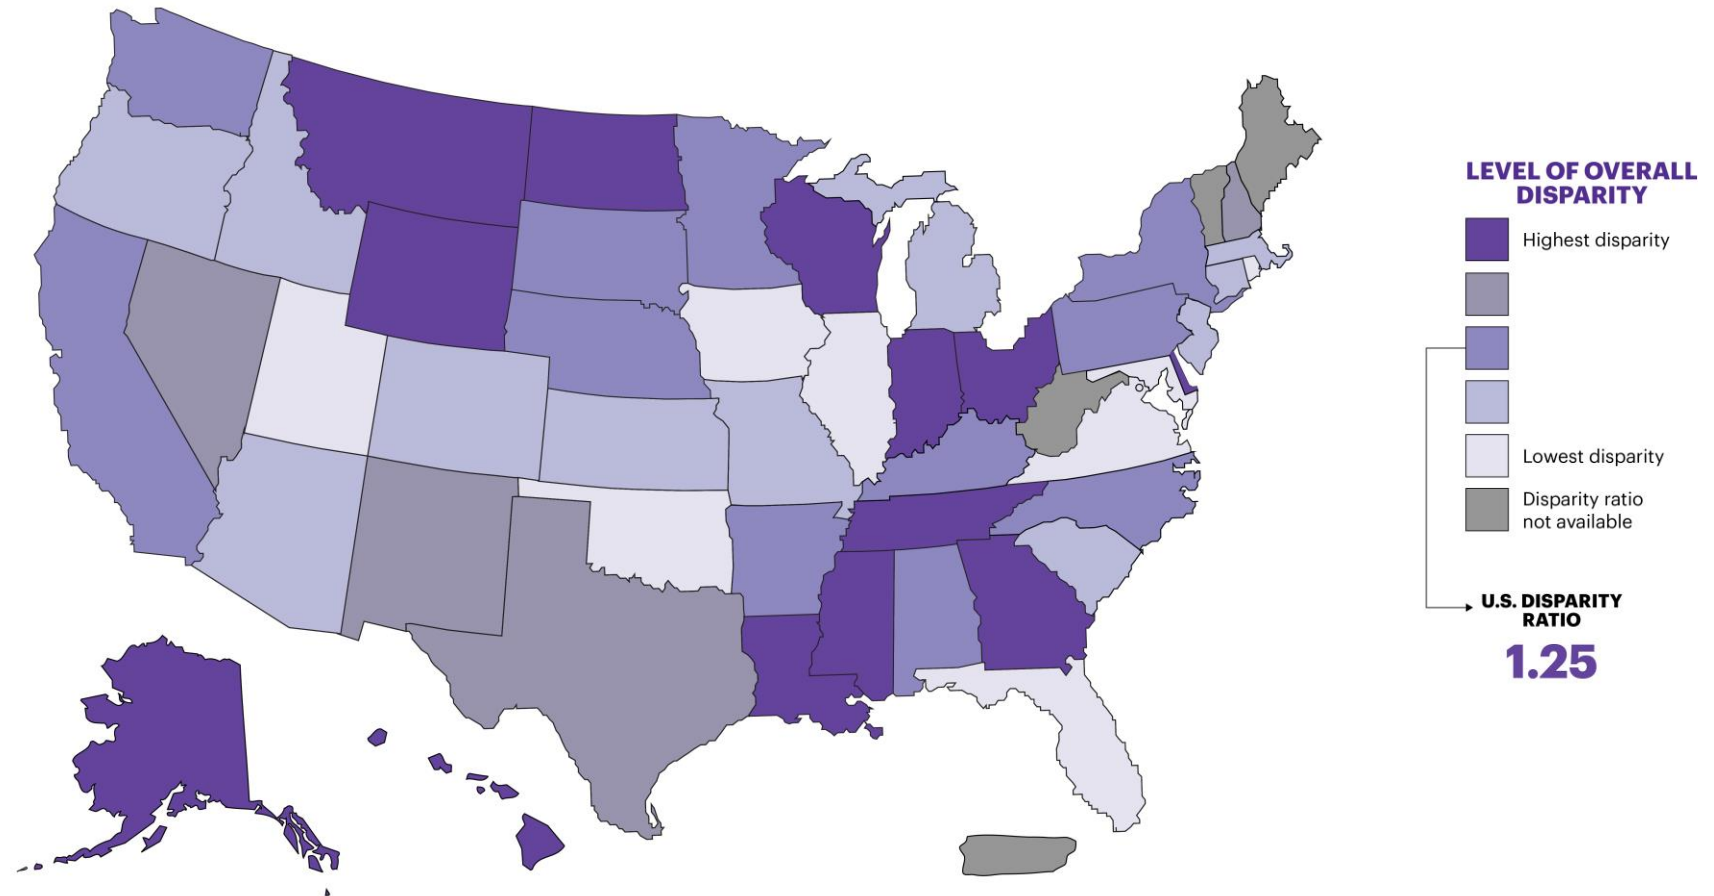 LEVEL OF OVERALL
DISPARITY
Highest disparity
Lowest disparity
Disparity ratio
not available
U.S. DISPARITY
RATIO
1.25